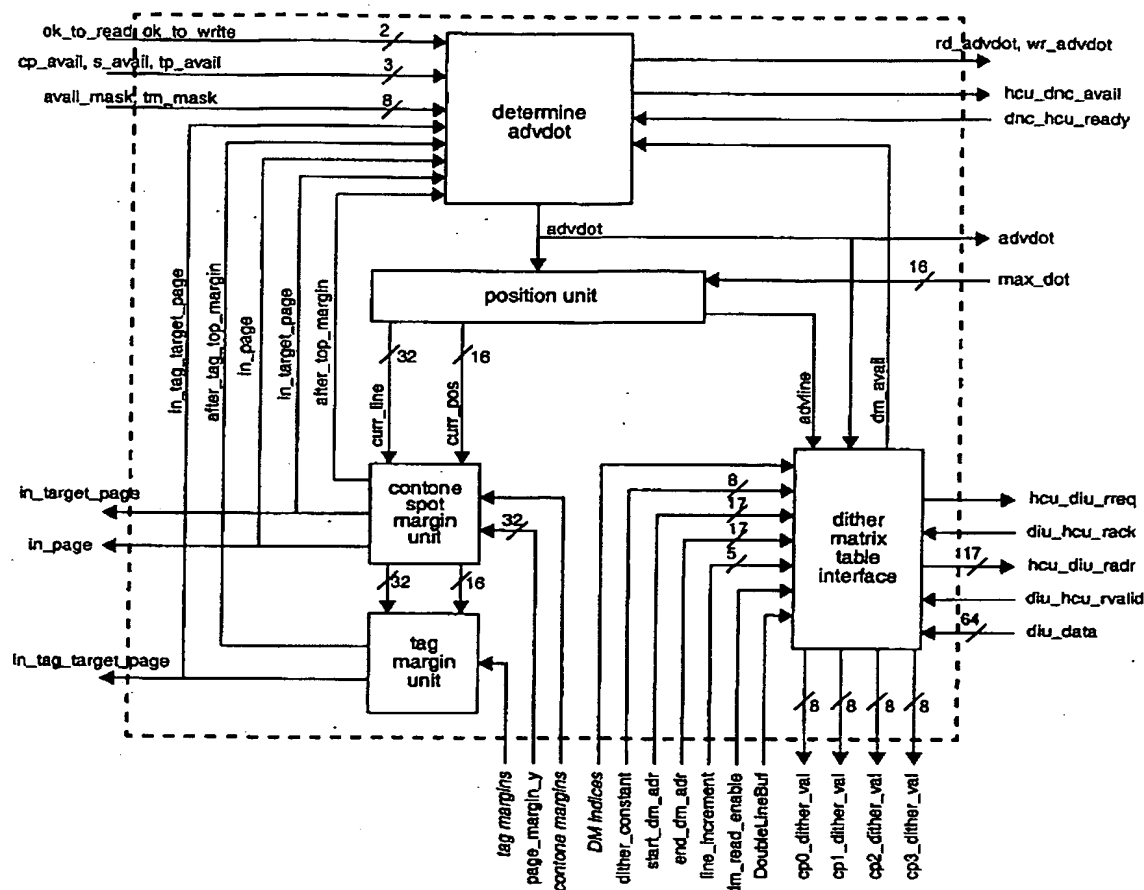 ok_to_read, ok_to_write
2
cp_avail, s_avail, tp_avail
3
avail_mask, tm_mask
8
determine
advdot
rd_advdot, wr_advdot
hcu_dnc_avail
dnc_hcu_ready
advdot
advdot
position unit
16
max_dot
in_tag_target_page
after_tag_top_margin
in_page
in_target_page
after_top_margin
32
16
curr_line
curr_pos
advline
dm_avail
in_target_page
in_page
contone
spot
margin
unit
32
32
16
in_tag_target_page
tag
margin
unit
8
17
17
5
dither
matrix
table
interface
hcu_diu_rreq
diu_hcu_rack
17
hcu_diu_radr
diu_hcu_rvalid
64
diu_data
8
8
8
8
tag margins
page_margin_y
contone margins
DM indices
dither_constant
start_dm_adr
end_dm_adr
line_increment
dm_read_enable
DoubleLineBuf
cp0_dither_val
cp1_dither_val
cp2_dither_val
cp3_dither_val